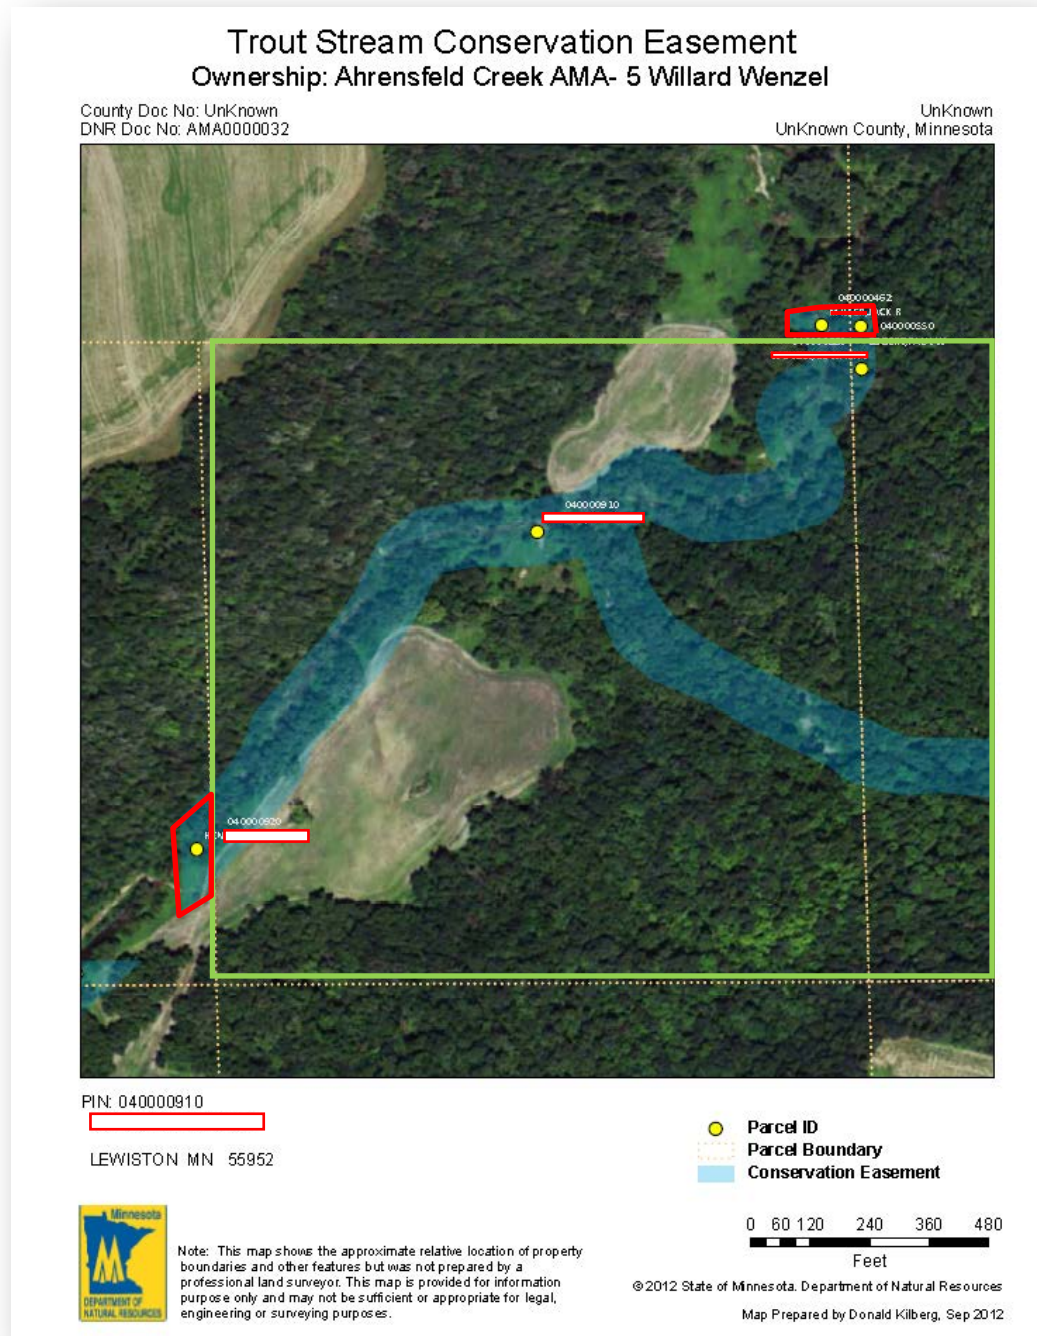 Trout Stream Conservation Easement
Ownership: Ahrensfeld Creek AMA- 5 Willard Wenzel
County Doc No: UnKnown
DNR Doc No: AMA0000032
UnKnown
UnKnown County, Minnesota
040000462
JACK R
040000550
040000910
040000920
PIN: 040000910
LEWISTON MN 55952
Parcel ID
Parcel Boundary
Conservation Easement
0 60 120 240 360 480
Feet
Minnesota
DEPARTMENT OF
NATURAL RESOURCES
Note: This map shows the approximate relative location of property
boundaries and other features but was not prepared by a
professional land surveyor. This map is provided for information
purpose only and may not be sufficient or appropriate for legal,
engineering or surveying purposes.
©2012 State of Minnesota. Department of Natural Resources
Map Prepared by Donald Kilberg, Sep 2012